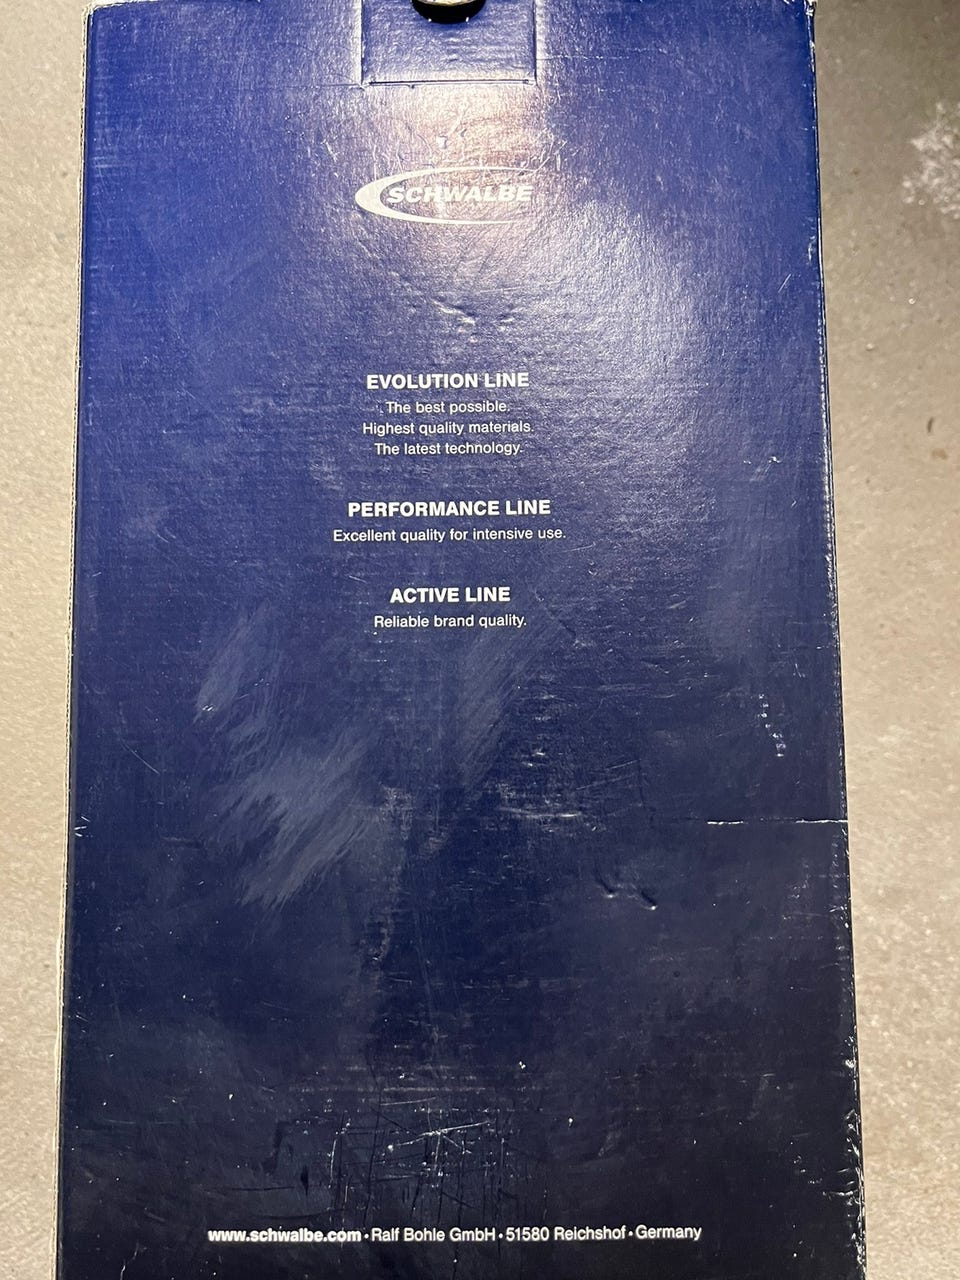 SCHWALBE
EVOLUTION LINE
The best possible.
Highest quality materials.
The latest technology.
PERFORMANCE LINE
Excellent quality for intensive use.
ACTIVE LINE
Reliable brand quality.
www.schwalbe.com • Ralf Bohle GmbH • 51580 Reichshof • Germany